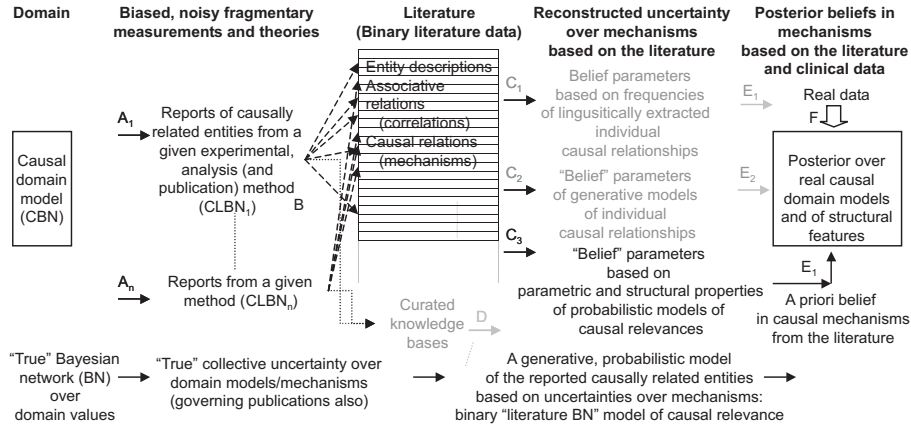 Domain
Biased, noisy fragmentary
measurements and theories
Literature
(Binary literature data)
Reconstructed uncertainty
over mechanisms
based on the literature
Posterior beliefs in
mechanisms
based on the literature
and clinical data
Causal
domain
model
(CBN)
A1
An
Reports of causally
related entities from a
given experimental,
analysis (and
publication) method
(CLBN1)
B
Reports from a given
method (CLBNn)
Entity descriptions
Associative
relations
(correlations)
Causal relations
(mechanisms)
Curated
knowledge
bases
C1
C2
C3
D
Belief parameters
based on frequencies
of lingusitically extracted
individual
causal relationships
"Belief" parameters
of generative models
of individual
causal relationships
"Belief" parameters
based on
parametric and structural properties
of probabilistic models of
causal relevances
E1
E2
E1
Real data
F
Posterior over
real causal
domain models
and of structural
features
A priori belief
in causal mechanisms
from the literature
"True" Bayesian
network (BN)
over
domain values
"True" collective uncertainty over
domain models/mechanisms
(governing publications also)
A generative, probabilistic model
of the reported causally related entities
based on uncertainties over mechanisms:
binary "literature BN" model of causal relevance